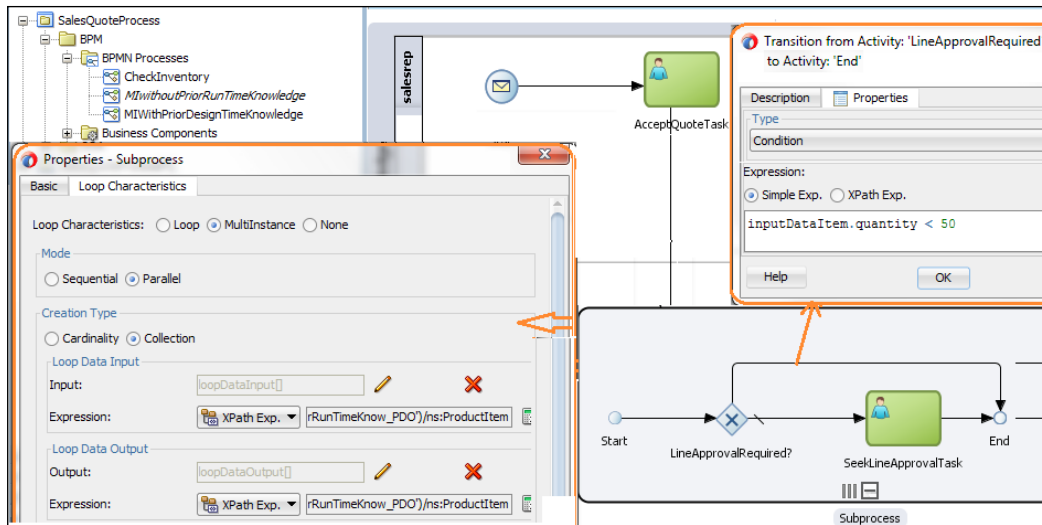 SalesQuoteProcess
BPM
BPMN Processes
CheckInventory
MIwithoutPriorRunTimeKnowledge
MIWithPriorDesignTimeKnowledge
Business Components
salesrep
AcceptQuoteTask
Transition from Activity: 'LineApprovalRequired
to Activity: 'End'
Description Properties
Type
Condition
Expression:
Simple Exp. XPath Exp.
inputDataItem.quantity < 50
Help OK
Properties - Subprocess
Basic Loop Characteristics
Loop Characteristics: Loop MultiInstance None
Mode
Sequential Parallel
Creation Type
Cardinality Collection
Loop Data Input
Input: loopDataInput[]
Expression: XPath Exp. rRunTimeKnow_PDO')/ns:ProductItem
Loop Data Output
Output: loopDataOutput[]
Expression: XPath Exp. rRunTimeKnow_PDO')/ns:ProductItem
Start
LineApprovalRequired?
SeekLineApprovalTask
End
Subprocess